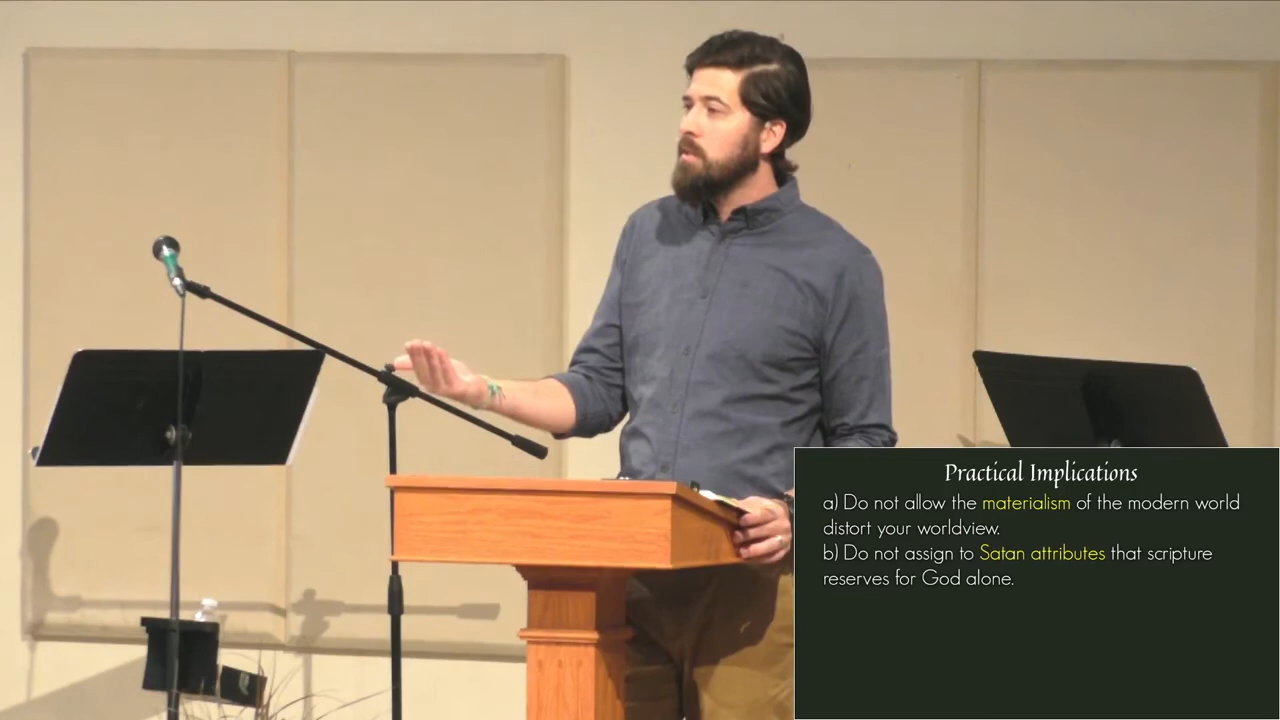 Practical Implications
a) Do not allow the materialism of the modern world
distort your worldview.
b) Do not assign to Satan attributes that scripture
reserves for God alone.